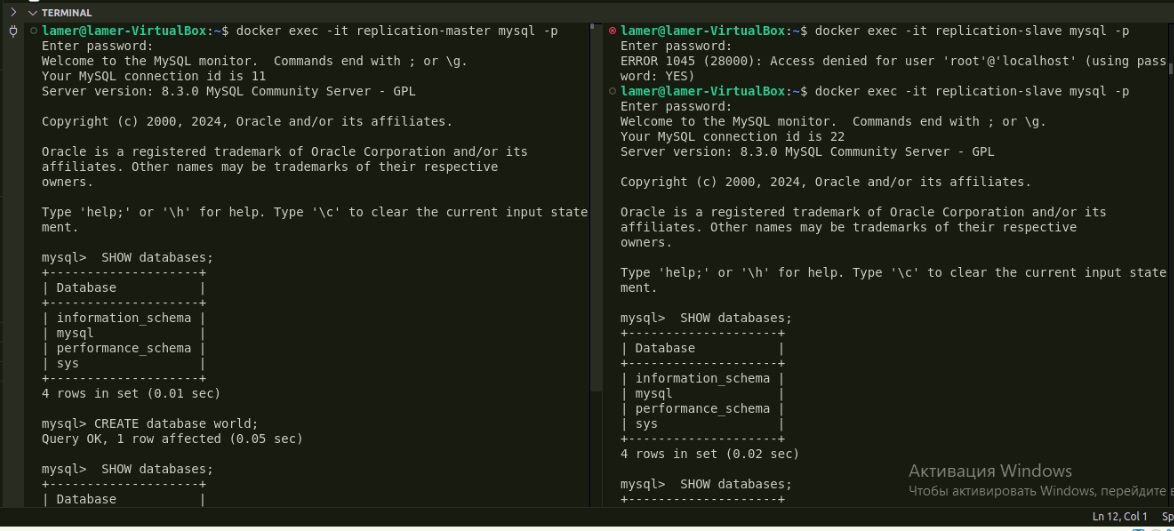 TERMINAL
lamer@lamer-VirtualBox:~$ docker exec -it replication-master mysql -p
Enter password:
Welcome to the MySQL monitor.  Commands end with ; or \g.
Your MySQL connection id is 11
Server version: 8.3.0 MySQL Community Server - GPL

Copyright (c) 2000, 2024, Oracle and/or its affiliates.

Oracle is a registered trademark of Oracle Corporation and/or its
affiliates. Other names may be trademarks of their respective
owners.

Type 'help;' or '\h' for help. Type '\c' to clear the current input state
ment.

mysql>  SHOW databases;
+--------------------+
| Database           |
+--------------------+
| information_schema |
| mysql              |
| performance_schema |
| sys                |
+--------------------+
4 rows in set (0.01 sec)

mysql> CREATE database world;
Query OK, 1 row affected (0.05 sec)

mysql>  SHOW databases;
+--------------------+
| Database           |
lamer@lamer-VirtualBox:~$ docker exec -it replication-slave mysql -p
Enter password:
ERROR 1045 (28000): Access denied for user 'root'@'localhost' (using pass
word: YES)
lamer@lamer-VirtualBox:~$ docker exec -it replication-slave mysql -p
Enter password:
Welcome to the MySQL monitor.  Commands end with ; or \g.
Your MySQL connection id is 22
Server version: 8.3.0 MySQL Community Server - GPL

Copyright (c) 2000, 2024, Oracle and/or its affiliates.

Oracle is a registered trademark of Oracle Corporation and/or its
affiliates. Other names may be trademarks of their respective
owners.

Type 'help;' or '\h' for help. Type '\c' to clear the current input state
ment.

mysql>  SHOW databases;
+--------------------+
| Database           |
+--------------------+
| information_schema |
| mysql              |
| performance_schema |
| sys                |
+--------------------+
4 rows in set (0.02 sec)

mysql>  SHOW databases;
+--------------------+
Активация Windows
Чтобы активировать Windows, перейдите в
Ln 12, Col 1
Sp